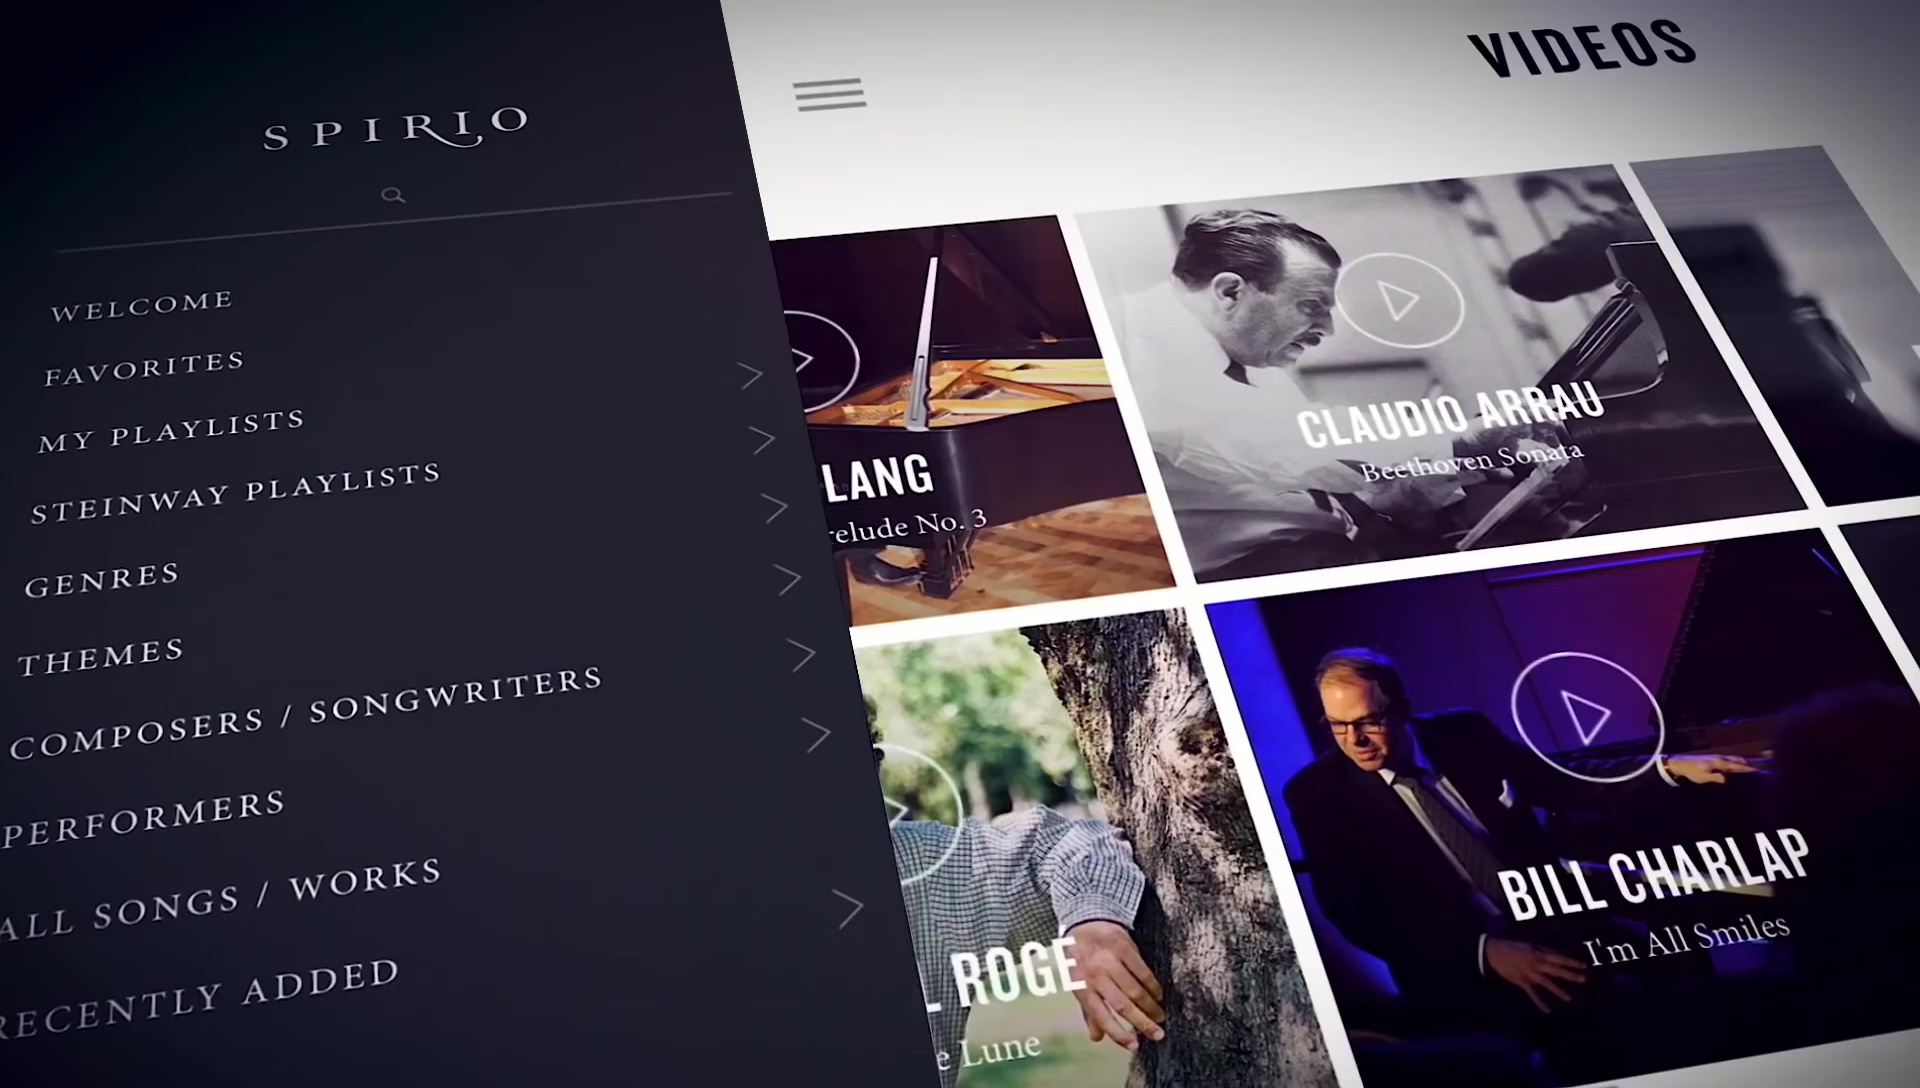 SPIRIO
WELCOME
FAVORITES
MY PLAYLISTS
STEINWAY PLAYLISTS
GENRES
THEMES
COMPOSERS / SONGWRITERS
PERFORMERS
ALL SONGS / WORKS
RECENTLY ADDED
VIDEOS
LANG
relude No. 3
CLAUDIO ARRAU
Beethoven Sonata
L ROGE
e Lune
BILL CHARLAP
I'm All Smiles